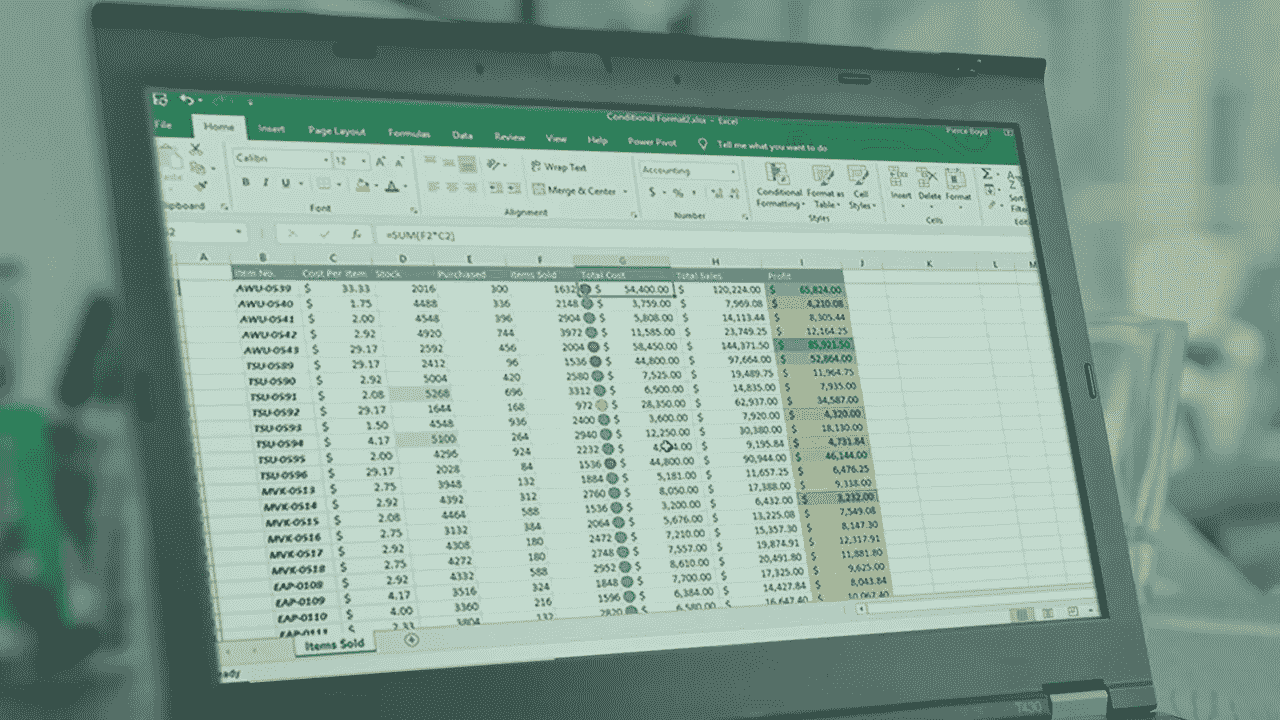 Conditional Format2.xlsx - Excel
Pierce Boyd
File Home Insert Page Layout Formulas Data Review View Help Power Pivot Tell me what you want to do
Calibri 12 Wrap Text Accounting
B I U Merge & Center $ % Conditional Formatting Format as Table Cell Styles Insert Delete Format Sort
Clipboard Font Alignment Number Styles Cells
=SUM(F2*C2)
A B C D E F G H I J K L M
Item No. Cost Per Item Stock Purchased Items Sold Total Cost Total Sales Profit
AWU-0539 $ 33.33 2016 300 1632 $ 54,400.00 $ 120,224.00 $ 65,824.00
AWU-0540 $ 1.75 4488 336 2148 $ 3,759.00 $ 7,969.08 $ 4,210.08
AWU-0541 $ 2.00 4548 396 2904 $ 5,808.00 $ 14,113.44 $ 8,305.44
AWU-0542 $ 2.92 4920 744 3972 $ 11,585.00 $ 23,749.25 $ 12,164.25
AWU-0543 $ 29.17 2592 456 2004 $ 58,450.00 $ 144,371.50 $ 85,921.50
TSU-0589 $ 29.17 2412 96 1536 $ 44,800.00 $ 97,664.00 $ 52,864.00
TSU-0590 $ 2.92 5004 420 2580 $ 7,525.00 $ 19,489.75 $ 11,964.75
TSU-0591 $ 2.08 5268 696 3312 $ 6,900.00 $ 14,835.00 $ 7,935.00
TSU-0592 $ 29.17 1644 168 972 $ 28,350.00 $ 62,937.00 $ 34,587.00
TSU-0593 $ 1.50 4548 936 2400 $ 3,600.00 $ 7,920.00 $ 4,320.00
TSU-0594 $ 4.17 5100 264 2940 $ 12,250.00 $ 30,380.00 $ 18,130.00
TSU-0595 $ 2.00 4296 924 2232 $ $ 9,195.84 $ 4,731.84
TSU-0596 $ 29.17 2028 84 1536 $ 44,800.00 $ 90,944.00 $ 46,144.00
MVK-0513 $ 2.75 3948 132 1884 $ 5,181.00 $ 11,657.25 $ 6,476.25
MVK-0514 $ 2.92 4392 312 2760 $ 8,050.00 $ 17,388.00 $ 9,338.00
MVK-0515 $ 2.08 4464 588 1536 $ 3,200.00 $ 6,432.00 $ 3,232.00
MVK-0516 $ 2.75 3132 384 2064 $ 5,676.00 $ 13,225.08 $ 7,549.08
MVK-0517 $ 2.92 4308 180 2472 $ 7,210.00 $ 15,357.30 $ 8,147.30
MVK-0518 $ 2.75 4272 180 2748 $ 7,557.00 $ 19,874.91 $ 12,317.91
EAP-0108 $ 2.92 4332 588 2952 $ 8,610.00 $ 20,491.80 $ 11,881.80
EAP-0109 $ 4.17 3516 324 1848 $ 7,700.00 $ 17,325.00 $ 9,625.00
EAP-0110 $ 4.00 3360 216 1596 $ 6,384.00 $ 14,427.84 $ 8,043.84
EAP-0111 $ 2.33 3804 132 2820 $ 6,580.00 $ 16,647.40 $ 10,067.40
Items Sold
T430